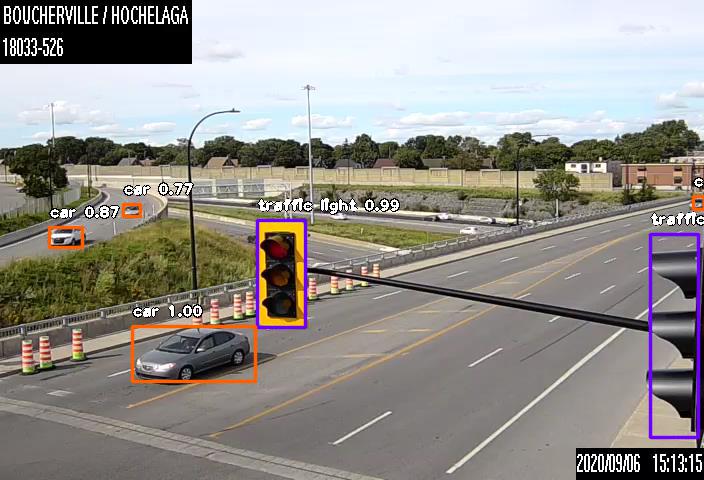 BOUCHERVILLE / HOCHELAGA
18033-526
car 0.77
car 0.87
traffic light 0.99
c
traffic
car 1.00
2020/09/06 15:13:15